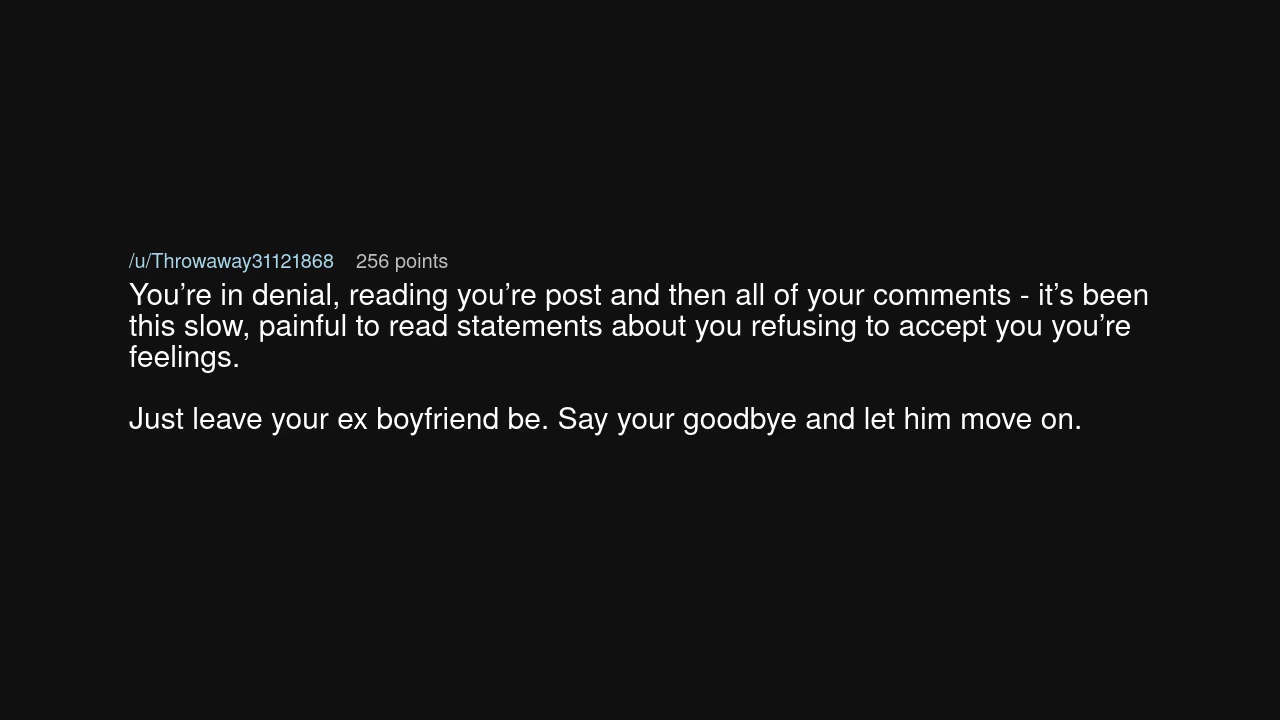 /u/Throwaway31121868 256 points
You’re in denial, reading you’re post and then all of your comments - it’s been
this slow, painful to read statements about you refusing to accept you you’re
feelings.
Just leave your ex boyfriend be. Say your goodbye and let him move on.